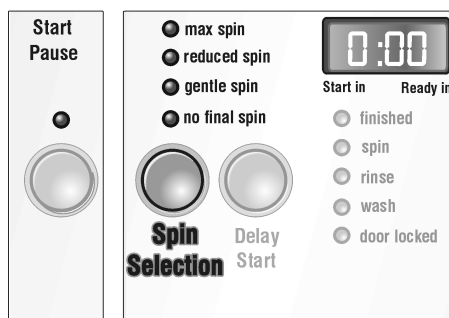 Start
Pause
max spin
reduced spin
gentle spin
no final spin
Spin
Selection
Delay
Start
0:00
Start in Ready in
finished
spin
rinse
wash
door locked